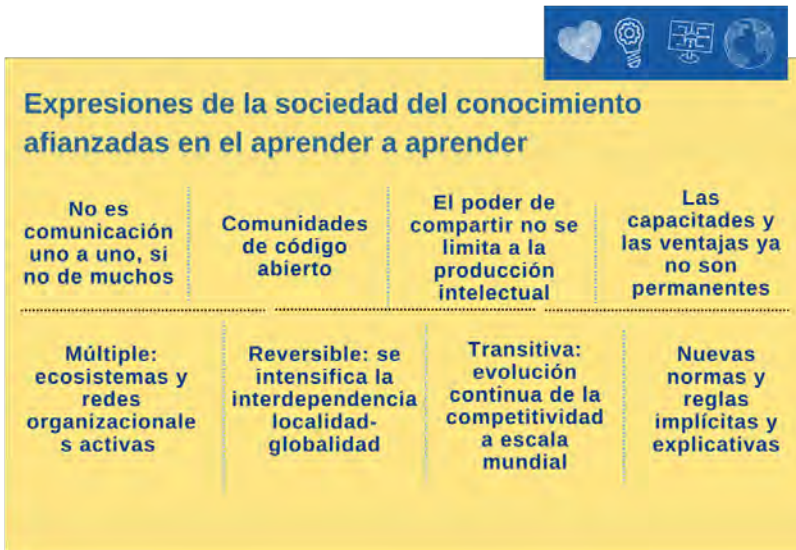 Expresiones de la sociedad del conocimiento
afianzadas en el aprender a aprender
No es
comunicación
uno a uno, si
no de muchos
Comunidades
de código
abierto
El poder de
compartir no se
limita a la
producción
intelectual
Las
capacitades y
las ventajas ya
no son
permanentes
Múltiple:
ecosistemas y
redes
organizacionale
s activas
Reversible: se
intensifica la
interdependencia
localidad-
globalidad
Transitiva:
evolución
continua de la
competitividad
a escala
mundial
Nuevas
normas y
reglas
implícitas y
explicativas